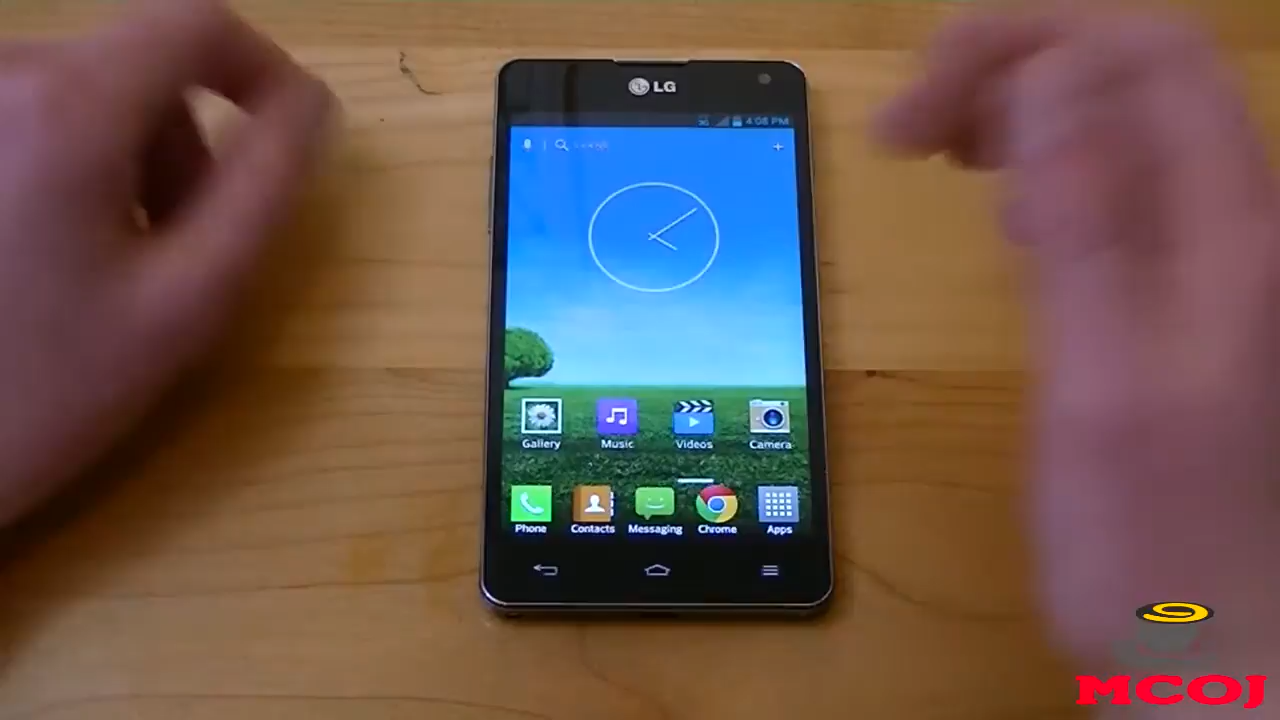 LG
4:08 PM
Gallery Music Videos Camera
Phone Contacts Messaging Chrome Apps
MCOJ